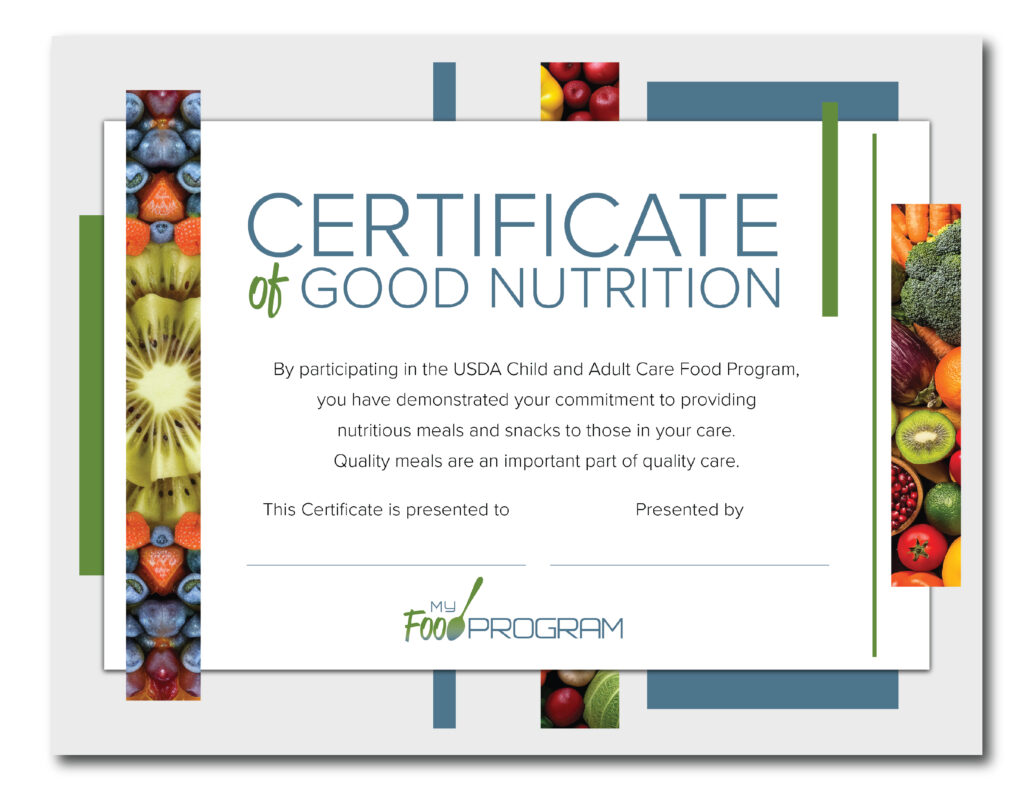 CERTIFICATE
of GOOD NUTRITION
By participating in the USDA Child and Adult Care Food Program,
you have demonstrated your commitment to providing
nutritious meals and snacks to those in your care.
Quality meals are an important part of quality care.
This Certificate is presented to
Presented by
MY
Food PROGRAM